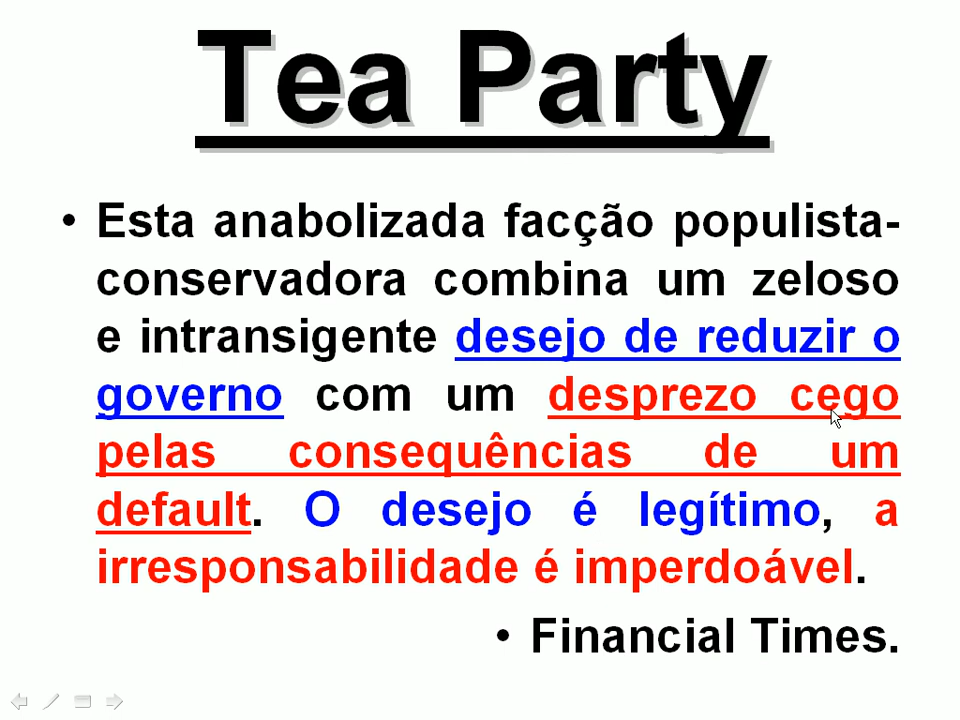 Tea Party
• Esta anabolizada facção populista-
conservadora combina um zeloso
e intransigente desejo de reduzir o
governo com um desprezo cego
pelas consequências de um
default. O desejo é legítimo, a
irresponsabilidade é imperdoável.
• Financial Times.